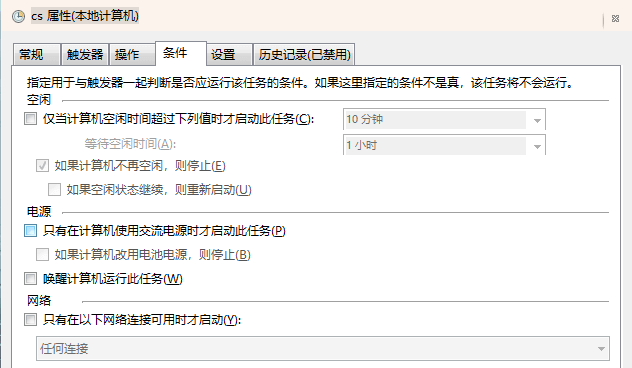 cs 属性(本地计算机)
常规 触发器 操作 条件 设置 历史记录(已禁用)
指定用于与触发器一起判断是否应运行该任务的条件。如果这里指定的条件不是真，该任务将不会运行。
空闲
仅当计算机空闲时间超过下列值时才启动此任务(C): 10 分钟
等待空闲时间(A): 1 小时
如果计算机不再空闲，则停止(E)
如果空闲状态继续，则重新启动(U)
电源
只有在计算机使用交流电源时才启动此任务(P)
如果计算机改用电池电源，则停止(B)
唤醒计算机运行此任务(W)
网络
只有在以下网络连接可用时才启动(Y):
任何连接